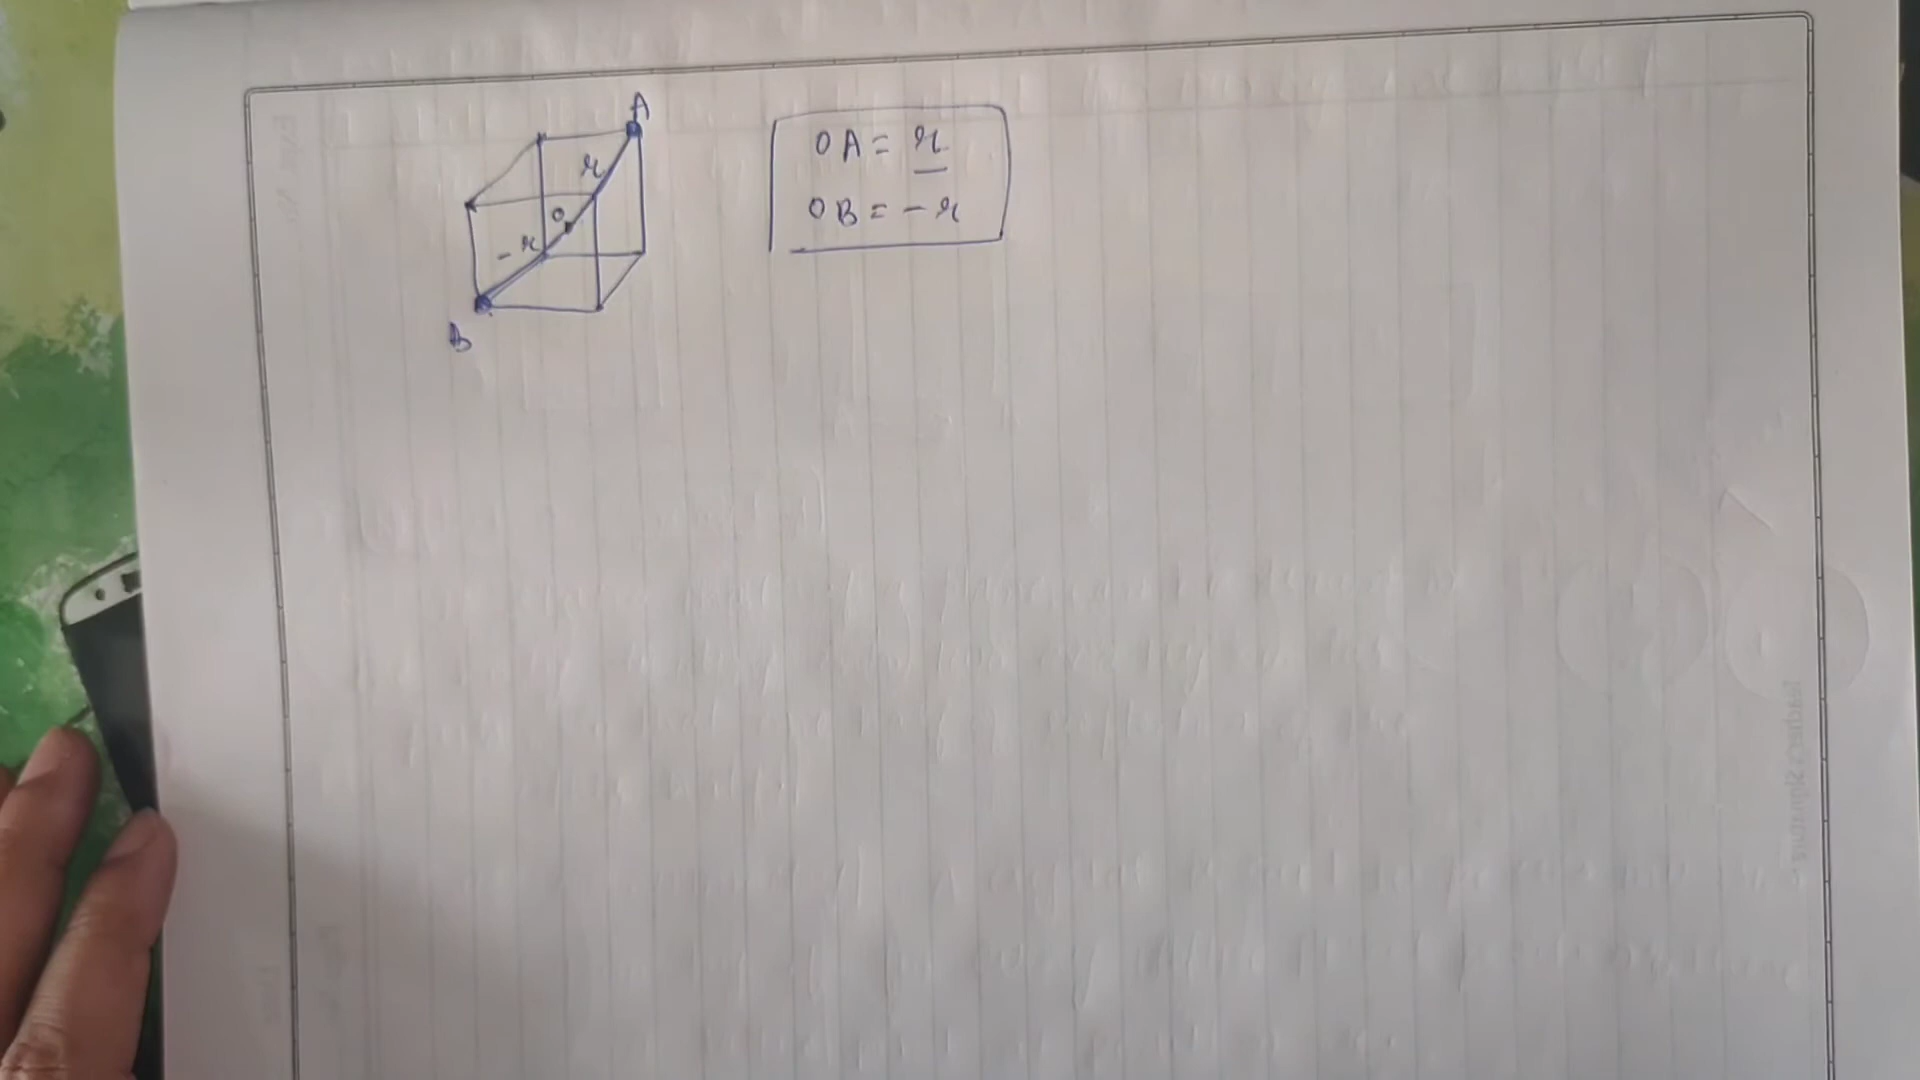 A
r
O
- r
B
OA = r
OB = - r